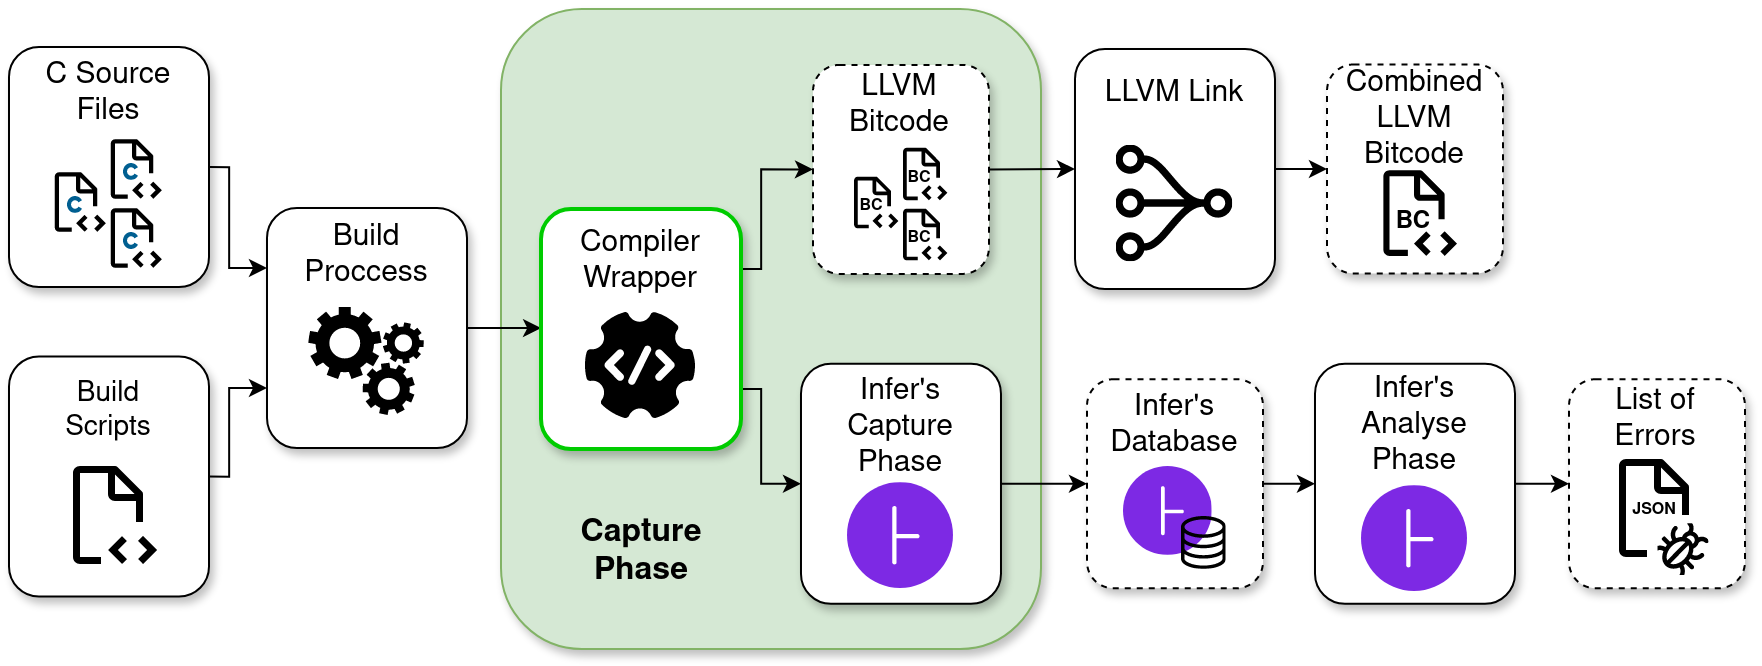 C Source
Files
C
C
C
Build
Scripts
Build
Proccess
Compiler
Wrapper
Capture
Phase
LLVM
Bitcode
BC
BC
BC
Infer's
Capture
Phase
LLVM Link
Combined
LLVM
Bitcode
BC
Infer's
Database
Infer's
Analyse
Phase
List of
Errors
JSON